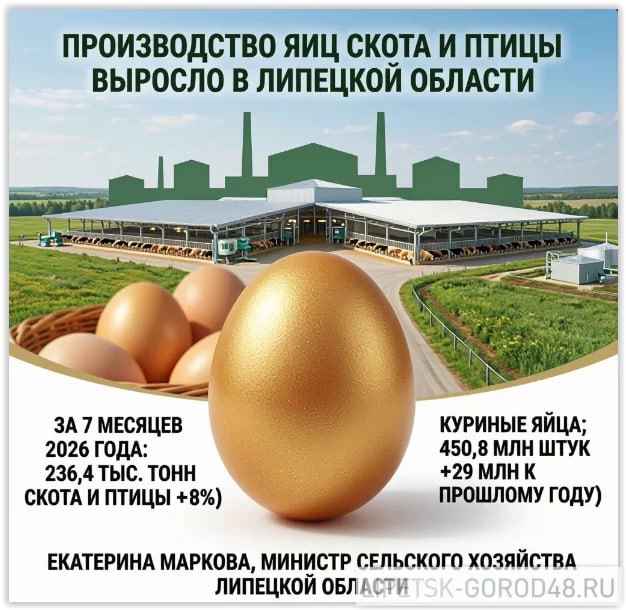 ПРОИЗВОДСТВО ЯИЦ СКОТА И ПТИЦЫ
ВЫРОСЛО В ЛИПЕЦКОЙ ОБЛАСТИ
ЗА 7 МЕСЯЦЕВ
2026 ГОДА:
236,4 ТЫС. ТОНН
СКОТА И ПТИЦЫ +8%)
КУРИНЫЕ ЯЙЦА;
450,8 МЛН ШТУК
+29 МЛН К
ПРОШЛОМУ ГОДУ)
ЕКАТЕРИНА МАРКОВА, МИНИСТР СЕЛЬСКОГО ХОЗЯЙСТВА
ЛИПЕЦКОЙ ОБЛАСТИ
LIPETSK-GOROD48.RU